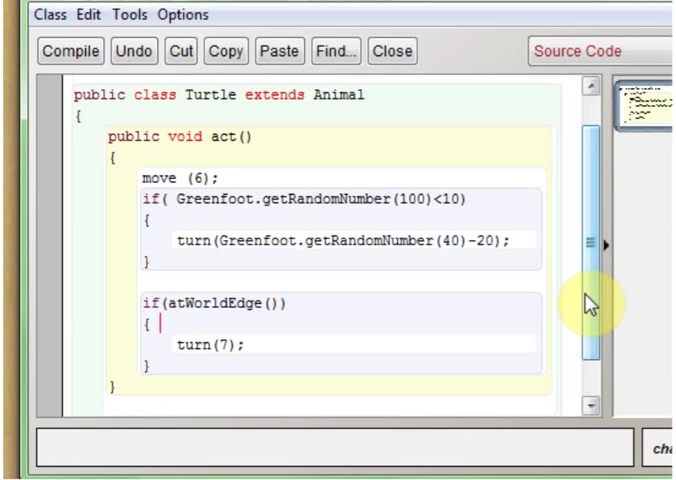 Class Edit Tools Options
Compile Undo Cut Copy Paste Find... Close Source Code
public class Turtle extends Animal
{
public void act()
{
move (6);
if( Greenfoot.getRandomNumber(100)<10)
{
turn(Greenfoot.getRandomNumber(40)-20);
}
if(atWorldEdge())
{
turn(7);
}
}